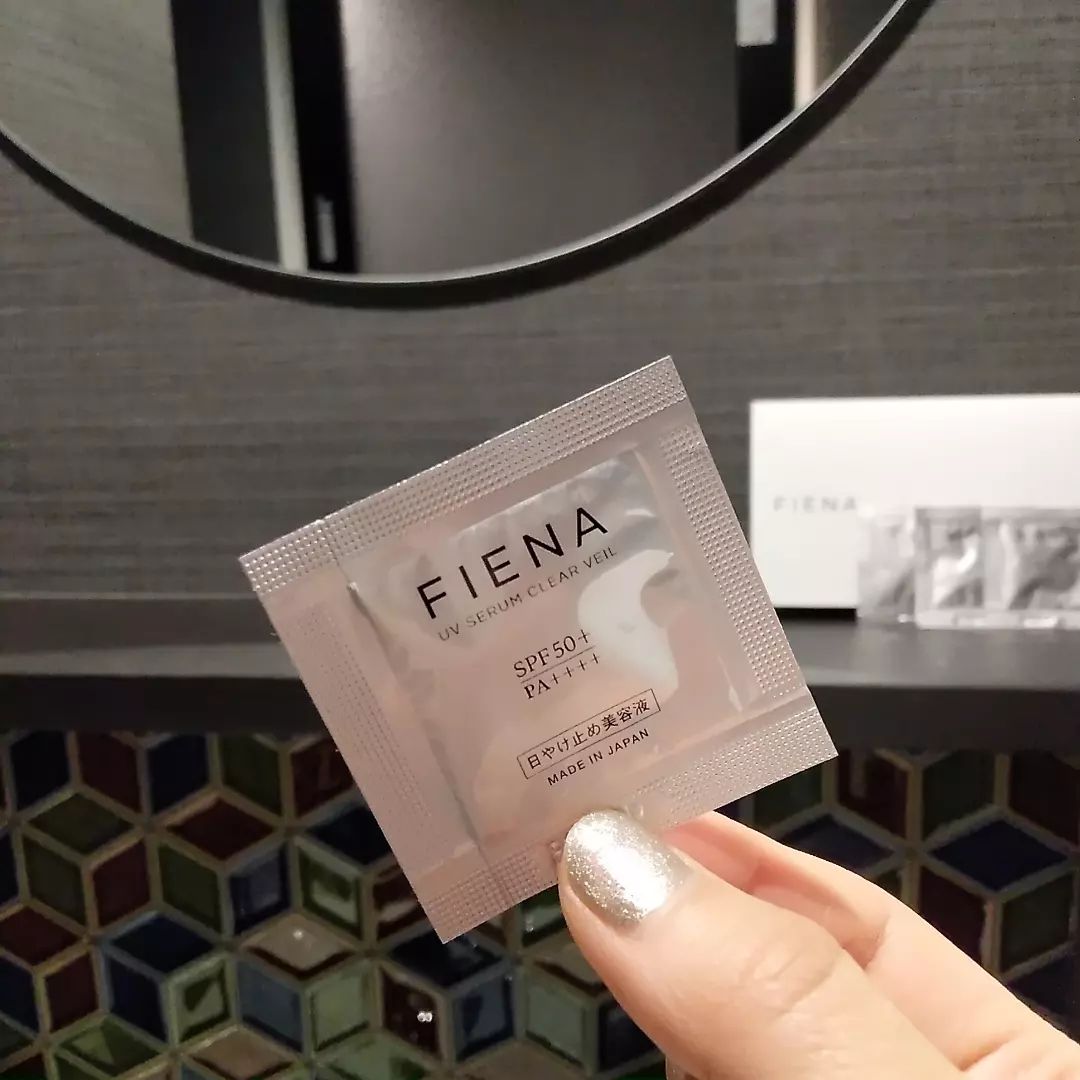 FIENA
UV SERUM CLEAR VEIL
SPF50+
PA++++
日やけ止め美容液
MADE IN JAPAN
FIENA